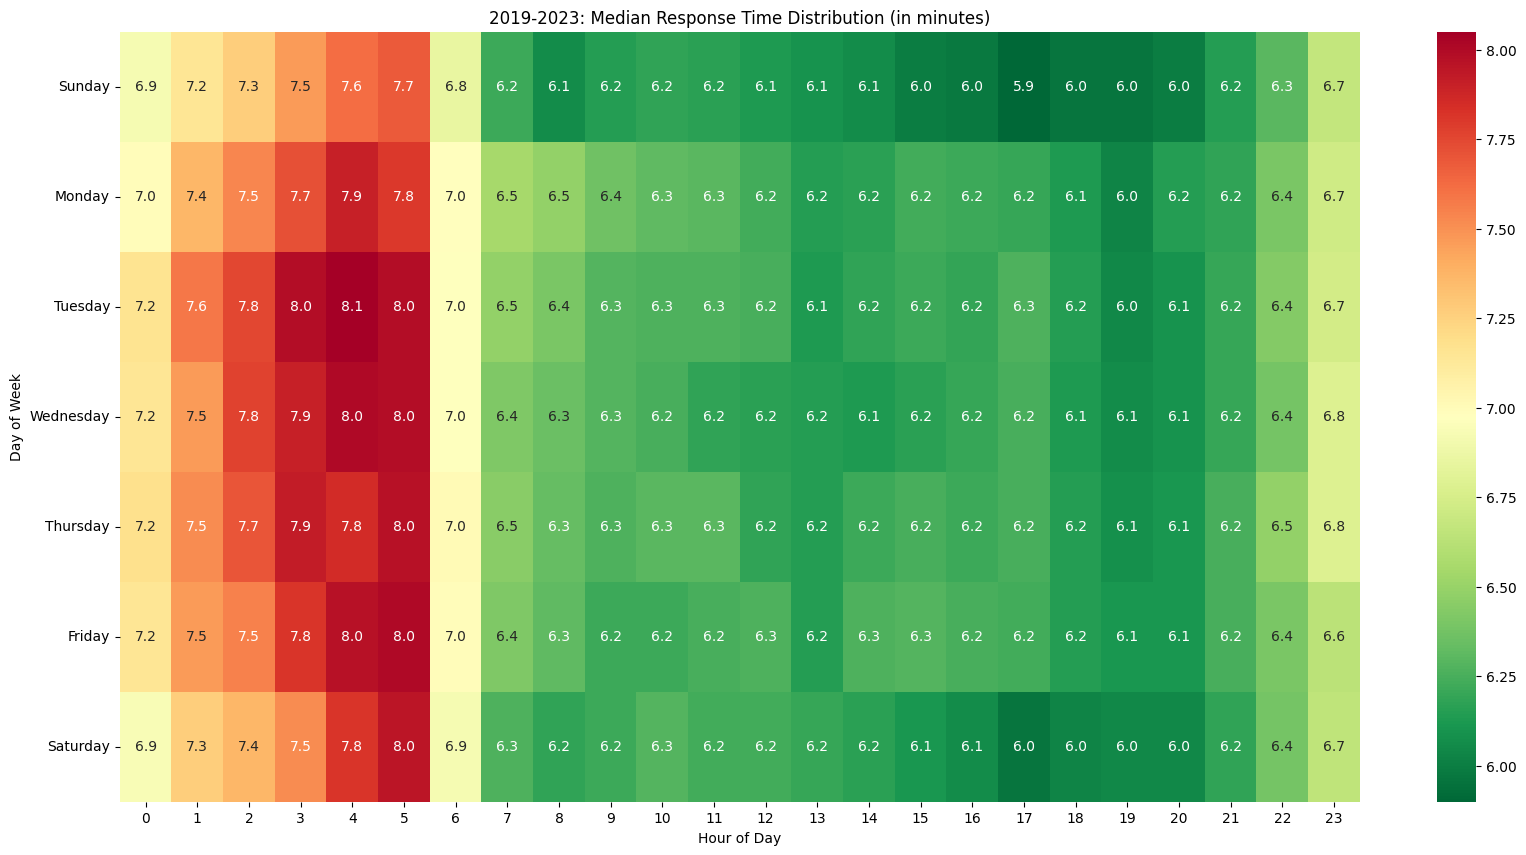 2019-2023: Median Response Time Distribution (in minutes)
Day of Week
Sunday 6.9 7.2 7.3 7.5 7.6 7.7 6.8 6.2 6.1 6.2 6.2 6.2 6.1 6.1 6.1 6.0 6.0 5.9 6.0 6.0 6.0 6.2 6.3 6.7
Monday 7.0 7.4 7.5 7.7 7.9 7.8 7.0 6.5 6.5 6.4 6.3 6.3 6.2 6.2 6.2 6.2 6.2 6.2 6.1 6.0 6.2 6.2 6.4 6.7
Tuesday 7.2 7.6 7.8 8.0 8.1 8.0 7.0 6.5 6.4 6.3 6.3 6.3 6.2 6.1 6.2 6.2 6.2 6.3 6.2 6.0 6.1 6.2 6.4 6.7
Wednesday 7.2 7.5 7.8 7.9 8.0 8.0 7.0 6.4 6.3 6.3 6.2 6.2 6.2 6.2 6.1 6.2 6.2 6.2 6.1 6.1 6.1 6.2 6.4 6.8
Thursday 7.2 7.5 7.7 7.9 7.8 8.0 7.0 6.5 6.3 6.3 6.3 6.3 6.2 6.2 6.2 6.2 6.2 6.2 6.2 6.1 6.1 6.2 6.5 6.8
Friday 7.2 7.5 7.5 7.8 8.0 8.0 7.0 6.4 6.3 6.2 6.2 6.2 6.3 6.2 6.3 6.3 6.2 6.2 6.2 6.1 6.1 6.2 6.4 6.6
Saturday 6.9 7.3 7.4 7.5 7.8 8.0 6.9 6.3 6.2 6.2 6.3 6.2 6.2 6.2 6.2 6.1 6.1 6.0 6.0 6.0 6.0 6.2 6.4 6.7
0 1 2 3 4 5 6 7 8 9 10 11 12 13 14 15 16 17 18 19 20 21 22 23
Hour of Day
8.00
7.75
7.50
7.25
7.00
6.75
6.50
6.25
6.00